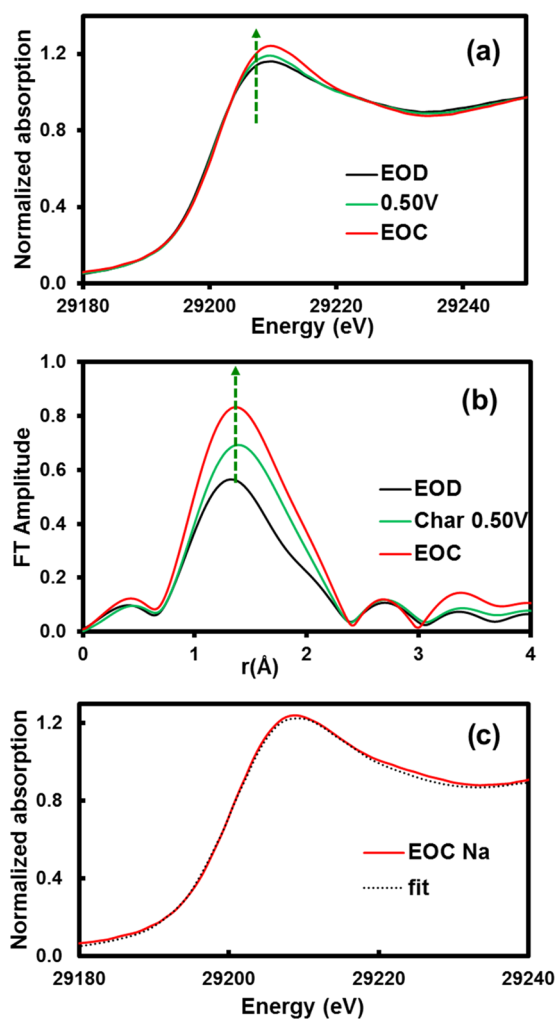 (a)
Normalized absorption
1.2
0.8
0.4
0.0
EOD
0.50V
EOC
29180 29200 29220 29240
Energy (eV)
(b)
FT Amplitude
1.0
0.8
0.6
0.4
0.2
0.0
EOD
Char 0.50V
EOC
0 1 2 3 4
r(Å)
(c)
Normalized absorption
1.2
0.8
0.4
0.0
EOC Na
fit
29180 29200 29220 29240
Energy (eV)